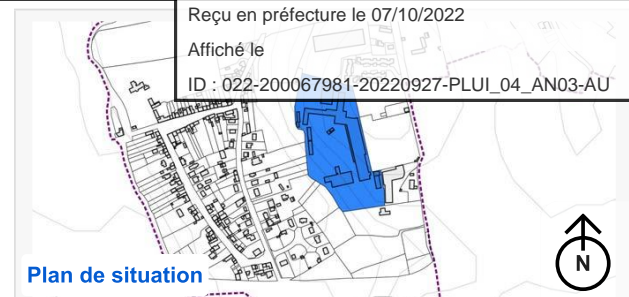 Reçu en préfecture le 07/10/2022
Affiché le
ID : 022-200067981-20220927-PLUI_04_AN03-AU
Plan de situation
N